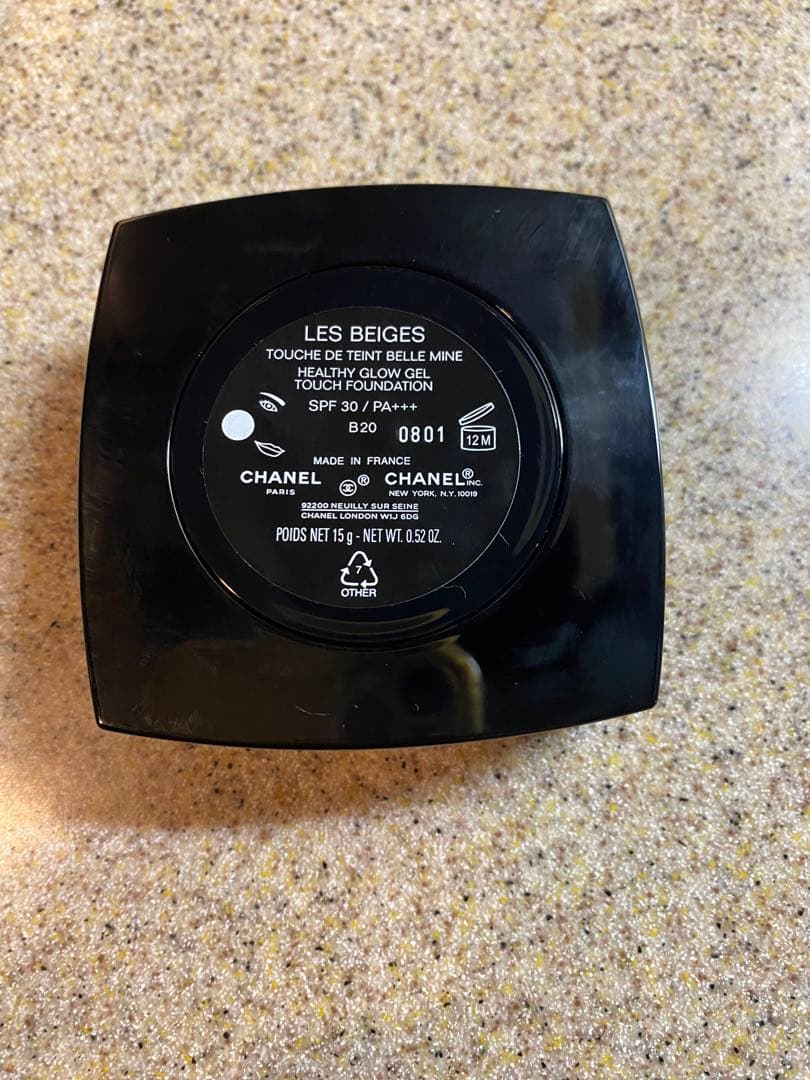 LES BEIGES
TOUCHE DE TEINT BELLE MINE
HEALTHY GLOW GEL
TOUCH FOUNDATION
SPF 30 / PA+++
B20
0801
12 M
MADE IN FRANCE
CHANEL ® CHANEL® INC.
PARIS NEW YORK, N.Y. 10019
92200 NEUILLY SUR SEINE
CHANEL LONDON W1J 6DG
POIDS NET 15 g - NET WT. 0.52 OZ.
7
OTHER